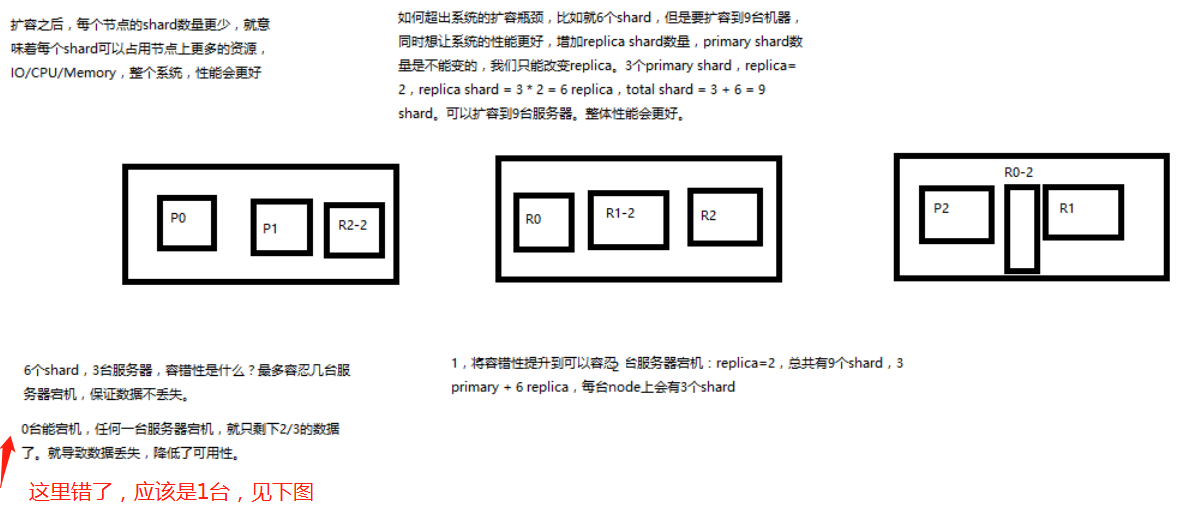 扩容之后，每个节点的shard数量更少，就意
味着每个shard可以占用节点上更多的资源，
IO/CPU/Memory，整个系统，性能会更好
如何超出系统的扩容瓶颈，比如就6个shard，但是要扩容到9台机器，
同时想让系统的性能更好，增加replica shard数量，primary shard数
量是不能变的，我们只能改变replica。3个primary shard，replica=
2，replica shard = 3 * 2 = 6 replica，total shard = 3 + 6 = 9
shard。可以扩容到9台服务器。整体性能会更好。
P0
P1
R2-2
R0
R1-2
R2
R0-2
P2
R1
6个shard，3台服务器，容错性是什么？最多容忍几台服
务器宕机，保证数据不丢失。
0台能宕机，任何一台服务器宕机，就只剩下2/3的数据
了。就导致数据丢失，降低了可用性。
这里错了，应该是1台，见下图
1，将容错性提升到可以容忍2台服务器宕机：replica=2，总共有9个shard，3
primary + 6 replica，每台node上会有3个shard